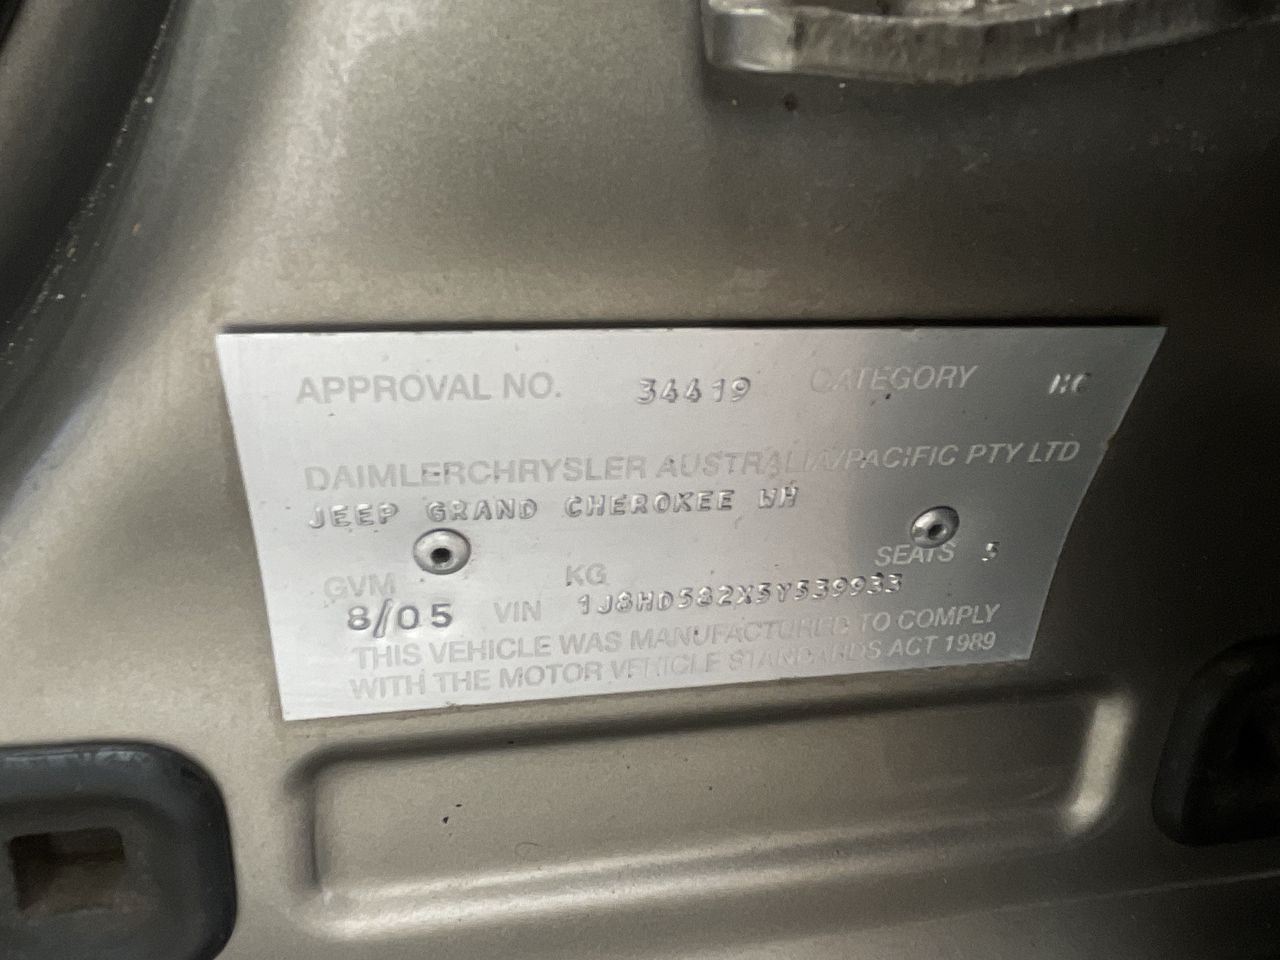 APPROVAL NO. 34419 CATEGORY MC
DAIMLERCHRYSLER AUSTRALIA/PACIFIC PTY LTD
JEEP GRAND CHEROKEE WH
GVM KG SEATS 5
8/05 VIN 1J8HD582X5Y539933
THIS VEHICLE WAS MANUFACTURED TO COMPLY
WITH THE MOTOR VEHICLE STANDARDS ACT 1989